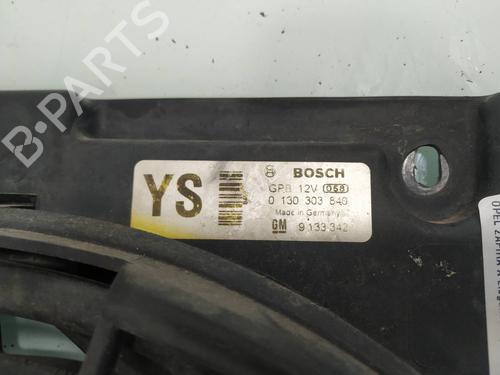 B-PARTS
YS
BOSCH
GPB 12V 058
0 130 303 840
Made in Germany
GM 9 133 342
OPEL ZAFIRA A